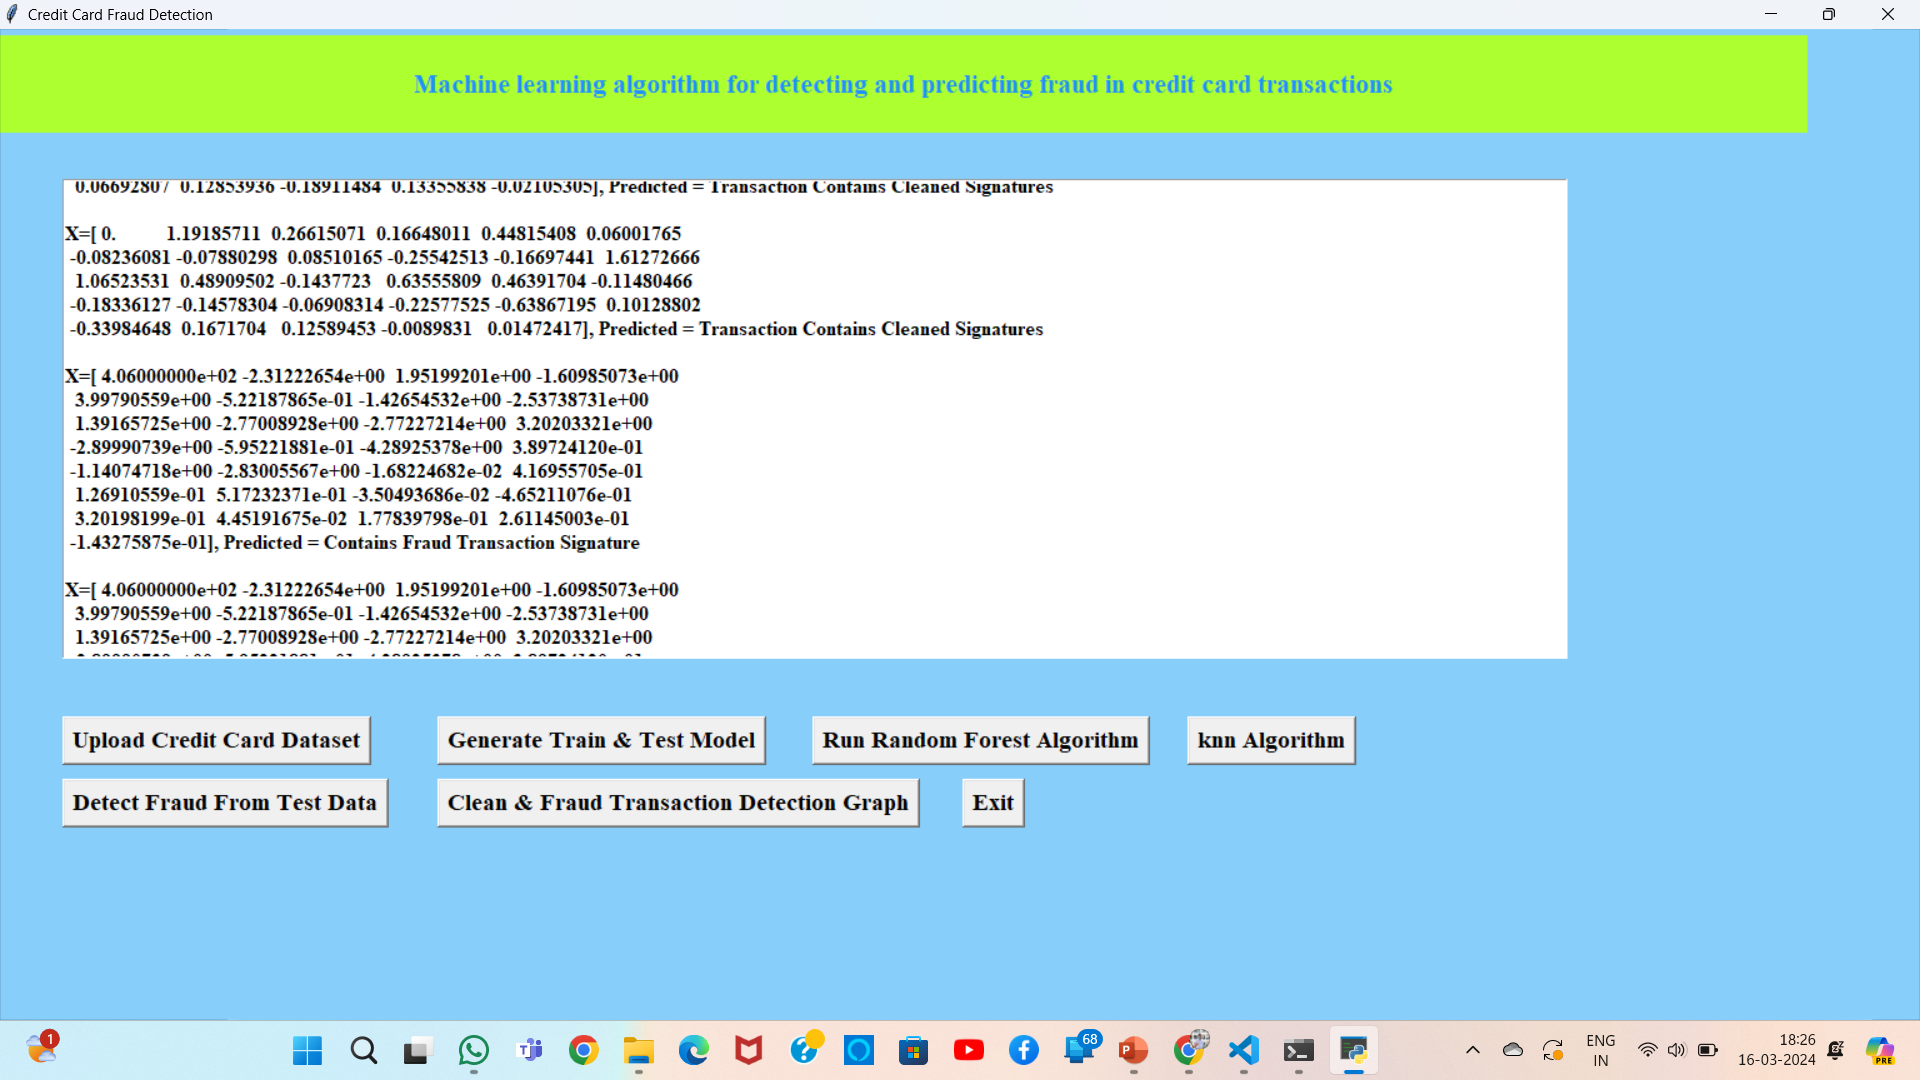 Credit Card Fraud Detection
Machine learning algorithm for detecting and predicting fraud in credit card transactions
0.06692807 0.12853936 -0.18911484 0.13355838 -0.02105305], Predicted = Transaction Contains Cleaned Signatures
X=[ 0. 1.19185711 0.26615071 0.16648011 0.44815408 0.06001765
-0.08236081 -0.07880298 0.08510165 -0.25542513 -0.16697441 1.61272666
1.06523531 0.48909502 -0.1437723 0.63555809 0.46391704 -0.11480466
-0.18336127 -0.14578304 -0.06908314 -0.22577525 -0.63867195 0.10128802
-0.33984648 0.1671704 0.12589453 -0.0089831 0.01472417], Predicted = Transaction Contains Cleaned Signatures
X=[ 4.06000000e+02 -2.31222654e+00 1.95199201e+00 -1.60985073e+00
3.99790559e+00 -5.22187865e-01 -1.42654532e+00 -2.53738731e+00
1.39165725e+00 -2.77008928e+00 -2.77227214e+00 3.20203321e+00
-2.89990739e+00 -5.95221881e-01 -4.28925378e+00 3.89724120e-01
-1.14074718e+00 -2.83005567e+00 -1.68224682e-02 4.16955705e-01
1.26910559e-01 5.17232371e-01 -3.50493686e-02 -4.65211076e-01
3.20198199e-01 4.45191675e-02 1.77839798e-01 2.61145003e-01
-1.43275875e-01], Predicted = Contains Fraud Transaction Signature
X=[ 4.06000000e+02 -2.31222654e+00 1.95199201e+00 -1.60985073e+00
3.99790559e+00 -5.22187865e-01 -1.42654532e+00 -2.53738731e+00
1.39165725e+00 -2.77008928e+00 -2.77227214e+00 3.20203321e+00
Upload Credit Card Dataset
Generate Train & Test Model
Run Random Forest Algorithm
knn Algorithm
Detect Fraud From Test Data
Clean & Fraud Transaction Detection Graph
Exit
1
68
PRE
ENG
IN
18:26
16-03-2024